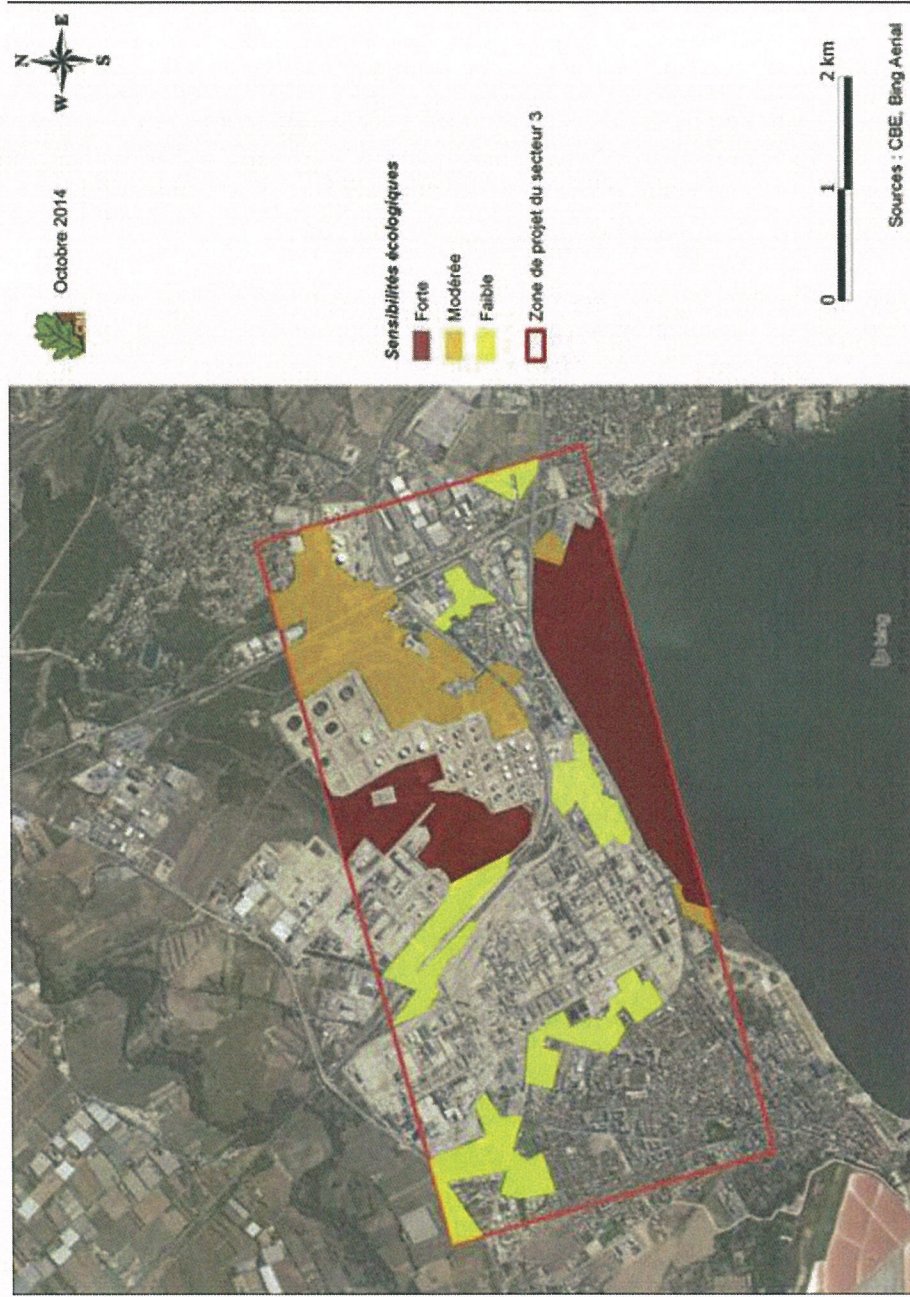 N
W E
S
Octobre 2014
Sensibilités écologiques
Forte
Modérée
Faible
Zone de projet du secteur 3
0 1 2 km
Sources : CBE, Bing Aerial
bing